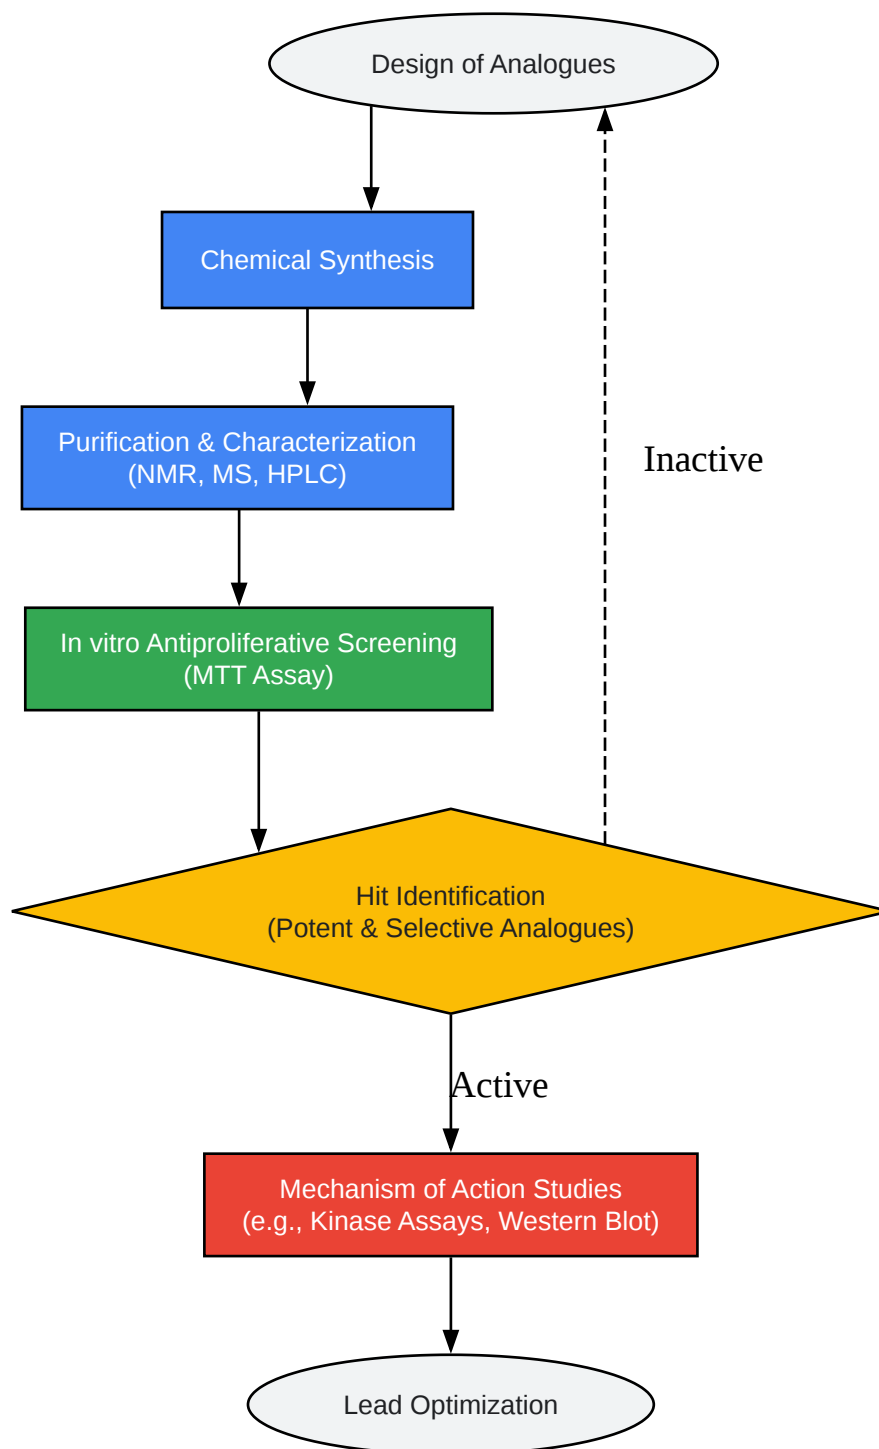 Design of Analogues
Chemical Synthesis
Purification & Characterization
(NMR, MS, HPLC)
Inactive
In vitro Antiproliferative Screening
(MTT Assay)
Hit Identification
(Potent & Selective Analogues)
Active
Mechanism of Action Studies
(e.g., Kinase Assays, Western Blot)
Lead Optimization